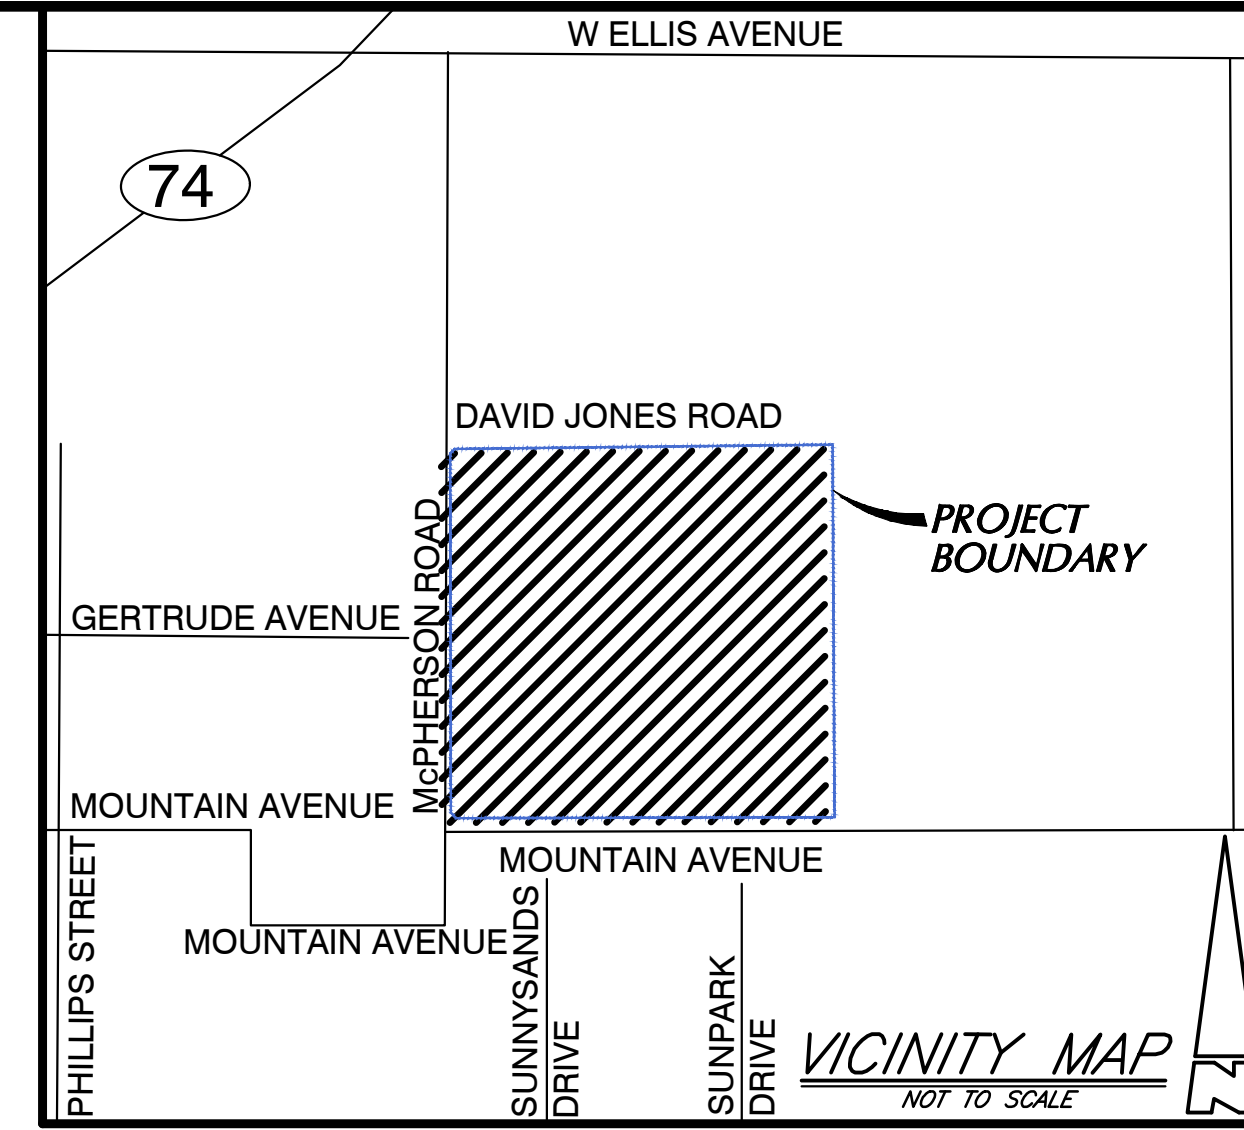 W ELLIS AVENUE
74
DAVID JONES ROAD
PROJECT
BOUNDARY
McPHERSON ROAD
GERTRUDE AVENUE
MOUNTAIN AVENUE
MOUNTAIN AVENUE
MOUNTAIN AVENUE
PHILLIPS STREET
SUNNYSANDS
DRIVE
SUNPARK
DRIVE
VICINITY MAP
NOT TO SCALE
N